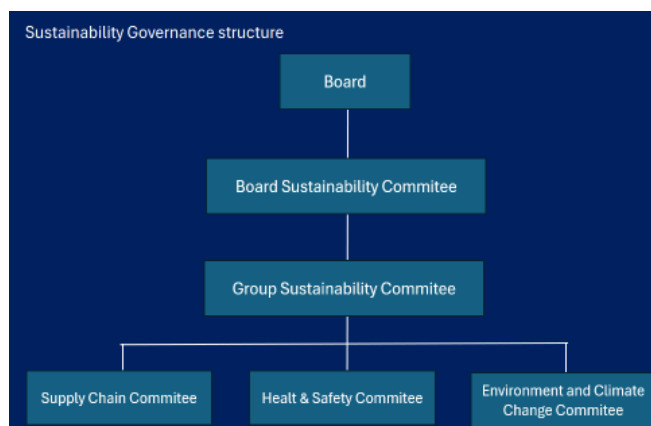 Sustainability Governance structure
Board
Board Sustainability Commitee
Group Sustainability Commitee
Supply Chain Commitee
Healt & Safety Commitee
Environment and Climate
Change Commitee